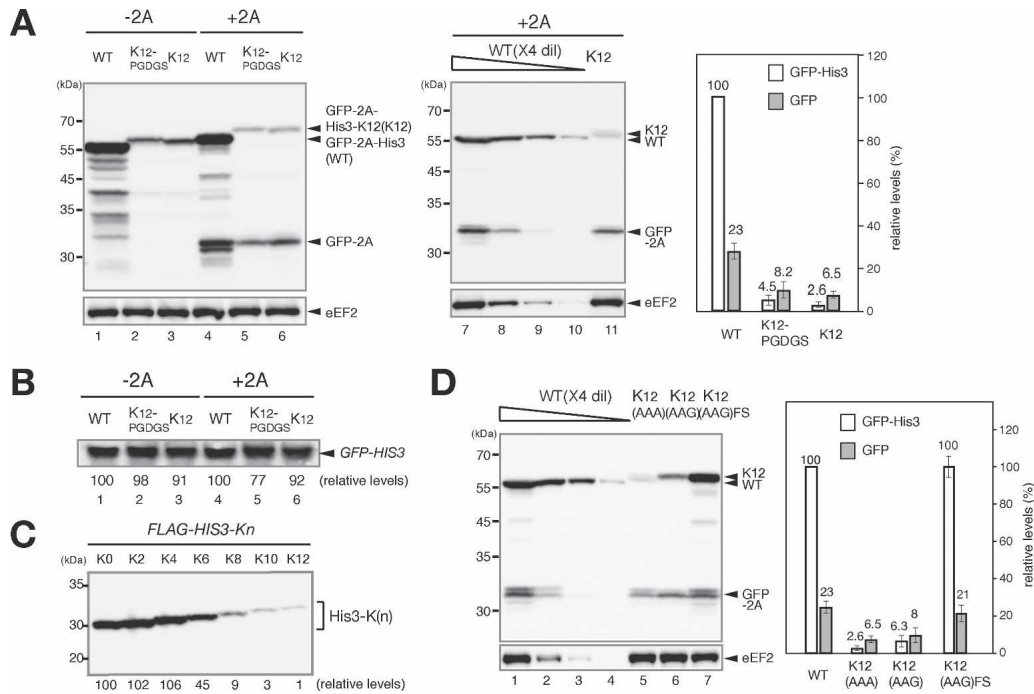 A
-2A
+2A
WT
K12-
PGDGS
K12
WT
K12-
PGDGS
K12
(kDa)
70
55
45
35
30
GFP-2A-
His3-K12(K12)
GFP-2A-His3
(WT)
GFP-2A
eEF2
1 2 3 4 5 6
+2A
WT(X4 dil)
K12
(kDa)
70
55
45
35
30
K12
WT
GFP
-2A
eEF2
7 8 9 10 11
GFP-His3
GFP
100
23
4.5
8.2
2.6
6.5
120
100
80
60
40
20
0
relative levels (%)
WT
K12-
PGDGS
K12
B
-2A
+2A
WT
K12-
PGDGS
K12
WT
K12-
PGDGS
K12
GFP-HIS3
100 98 91 100 77 92 (relative levels)
1 2 3 4 5 6
C
FLAG-HIS3-Kn
(kDa)
K0 K2 K4 K6 K8 K10 K12
35
30
20
His3-K(n)
100 102 106 45 9 3 1 (relative levels)
D
WT(X4 dil)
K12 K12 K12
(AAA) (AAG) (AAG)FS
(kDa)
70
55
45
35
30
K12
WT
GFP
-2A
eEF2
1 2 3 4 5 6 7
GFP-His3
GFP
100
23
2.6
6.5
6.3
8
100
21
120
100
80
60
40
20
0
relative levels (%)
WT
K12
(AAA)
K12
(AAG)
K12
(AAG)FS